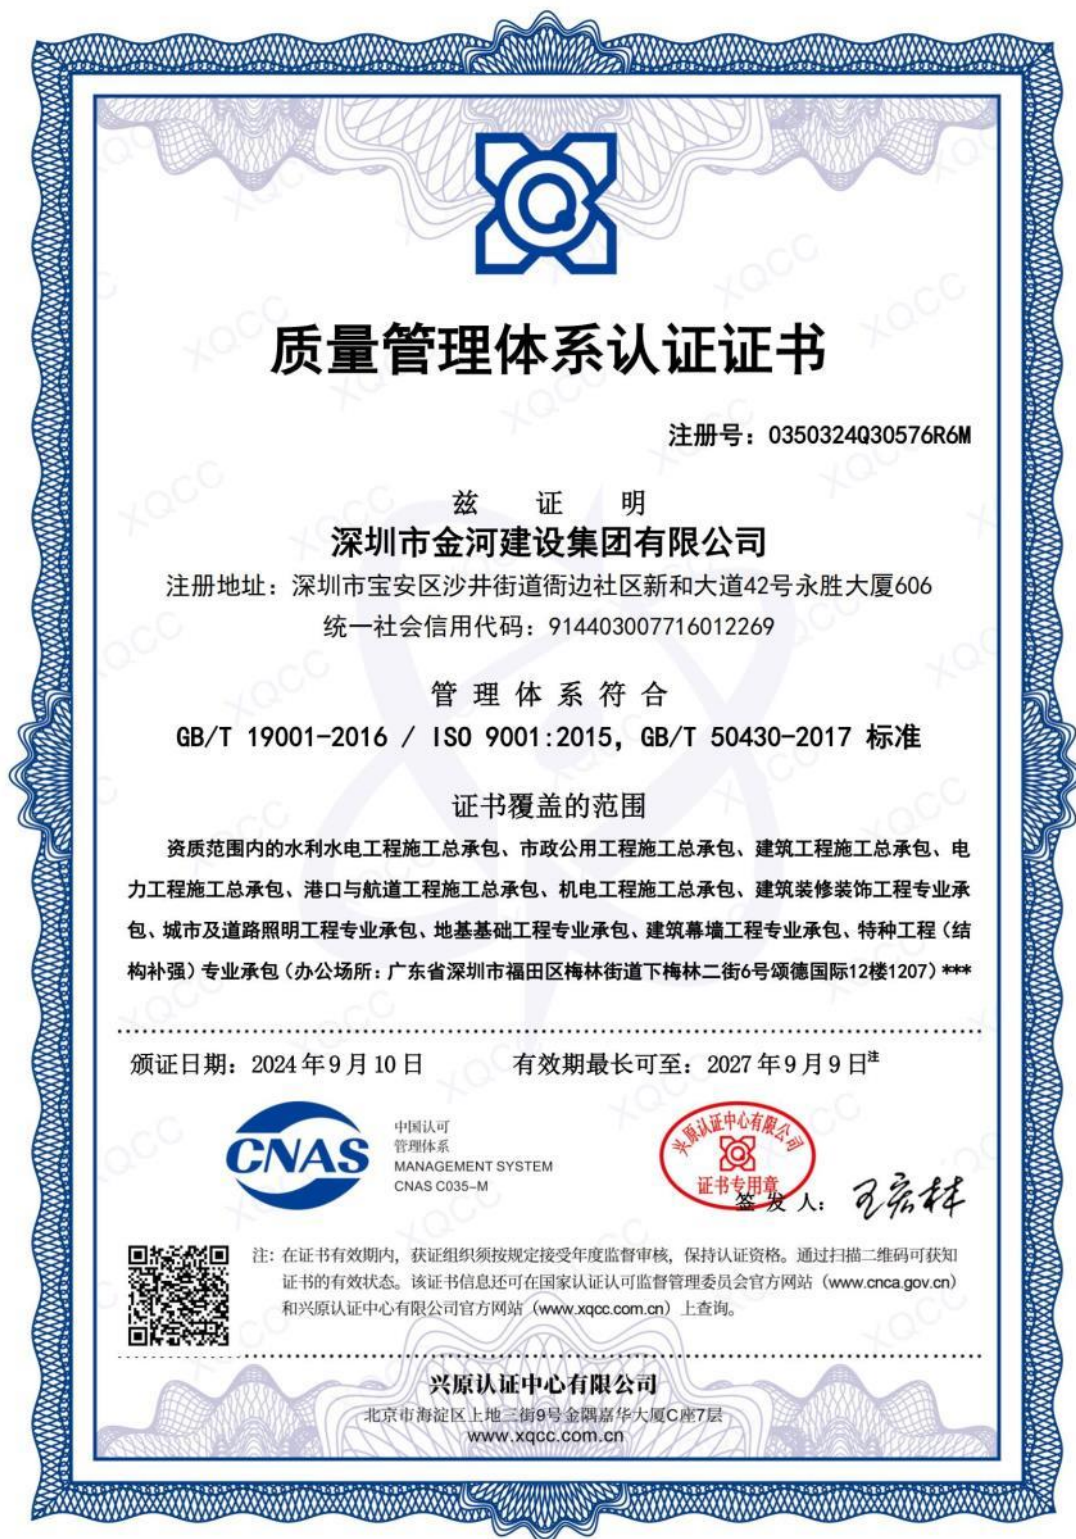 质量管理体系认证证书
注册号：0350324Q30576R6M
兹 证 明
深圳市金河建设集团有限公司
注册地址：深圳市宝安区沙井街道衙边社区新和大道42号永胜大厦606
统一社会信用代码：914403007716012269
管 理 体 系 符 合
GB/T 19001-2016 / ISO 9001:2015，GB/T 50430-2017 标准
证书覆盖的范围
资质范围内的水利水电工程施工总承包、市政公用工程施工总承包、建筑工程施工总承包、电
力工程施工总承包、港口与航道工程施工总承包、机电工程施工总承包、建筑装修装饰工程专业承
包、城市及道路照明工程专业承包、地基基础工程专业承包、建筑幕墙工程专业承包、特种工程（结
构补强）专业承包（办公场所：广东省深圳市福田区梅林街道下梅林二街6号颂德国际12楼1207）***
颁证日期：2024年9月10日 有效期最长可至：2027年9月9日注
CNAS
中国认可
管理体系
MANAGEMENT SYSTEM
CNAS C035-M
兴原认证中心有限公司
证书专用章
签 发 人：王宏林
注：在证书有效期内，获证组织须按规定接受年度监督审核，保持认证资格。通过扫描二维码可获知
证书的有效状态。该证书信息还可在国家认证认可监督管理委员会官方网站（www.cnca.gov.cn）
和兴原认证中心有限公司官方网站（www.xqcc.com.cn）上查询。
兴原认证中心有限公司
北京市海淀区上地三街9号金隅嘉华大厦C座7层
www.xqcc.com.cn